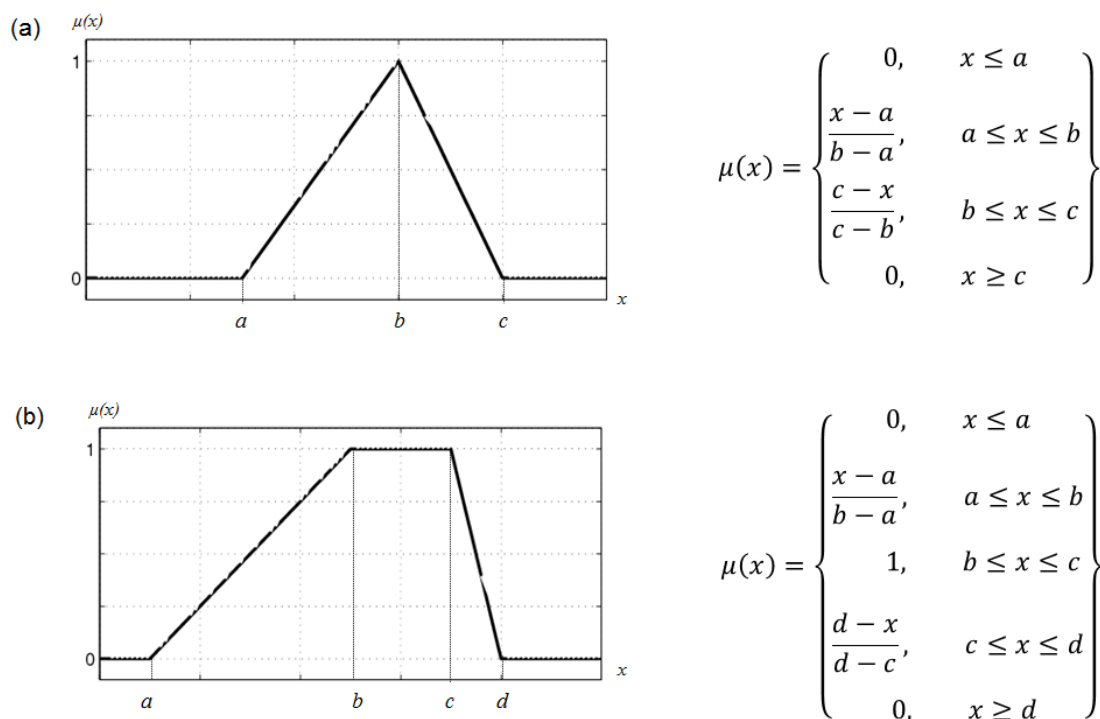 (a)
μ(x)
1
0
a b c x
μ(x) = { 0, x ≤ a
(x − a)/(b − a), a ≤ x ≤ b
(c − x)/(c − b), b ≤ x ≤ c
0, x ≥ c }
(b)
μ(x)
1
0
a b c d x
μ(x) = { 0, x ≤ a
(x − a)/(b − a), a ≤ x ≤ b
1, b ≤ x ≤ c
(d − x)/(d − c), c ≤ x ≤ d
0, x ≥ d }